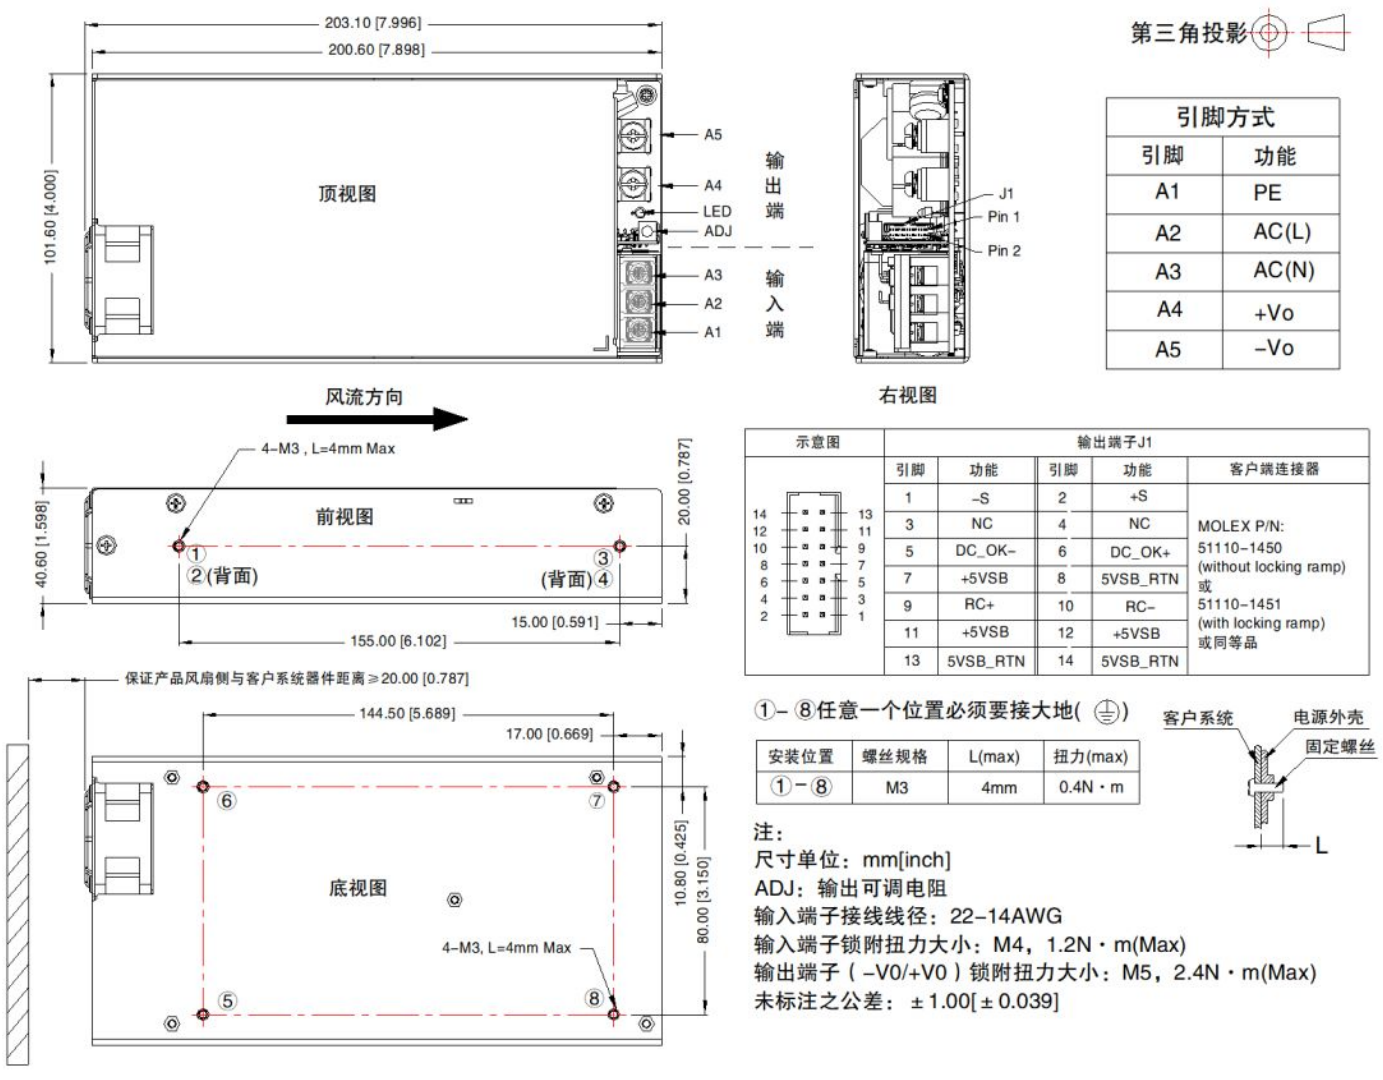 203.10 [7.996]
200.60 [7.898]
101.60 [4.000]
顶视图
A5
A4
LED
ADJ
A3
A2
A1
输出端
输入端
J1
Pin 1
Pin 2
右视图
第三角投影
引脚方式
引脚 功能
A1 PE
A2 AC(L)
A3 AC(N)
A4 +Vo
A5 −Vo
风流方向
4−M3 , L=4mm Max
40.60 [1.598]
前视图
①
②(背面)
③
(背面)④
20.00 [0.787]
15.00 [0.591]
155.00 [6.102]
示意图 输出端子J1
引脚 功能 引脚 功能 客户端连接器
1 −S 2 +S
3 NC 4 NC
5 DC_OK− 6 DC_OK+
7 +5VSB 8 5VSB_RTN
9 RC+ 10 RC−
11 +5VSB 12 +5VSB
13 5VSB_RTN 14 5VSB_RTN
MOLEX P/N:
51110−1450
(without locking ramp)
或
51110−1451
(with locking ramp)
或同等品
14 13
12 11
10 9
8 7
6 5
4 3
2 1
保证产品风扇侧与客户系统器件距离≥20.00 [0.787]
144.50 [5.689]
17.00 [0.669]
⑥
⑦
底视图
10.80 [0.425]
80.00 [3.150]
4−M3, L=4mm Max
⑤
⑧
①− ⑧任意一个位置必须要接大地( )
安装位置 螺丝规格 L(max) 扭力(max)
①−⑧ M3 4mm 0.4N·m
客户系统
电源外壳
固定螺丝
L
注:
尺寸单位: mm[inch]
ADJ: 输出可调电阻
输入端子接线线径: 22−14AWG
输入端子锁附扭力大小: M4, 1.2N·m(Max)
输出端子(−V0/+V0)锁附扭力大小: M5, 2.4N·m(Max)
未标注之公差: ±1.00[±0.039]